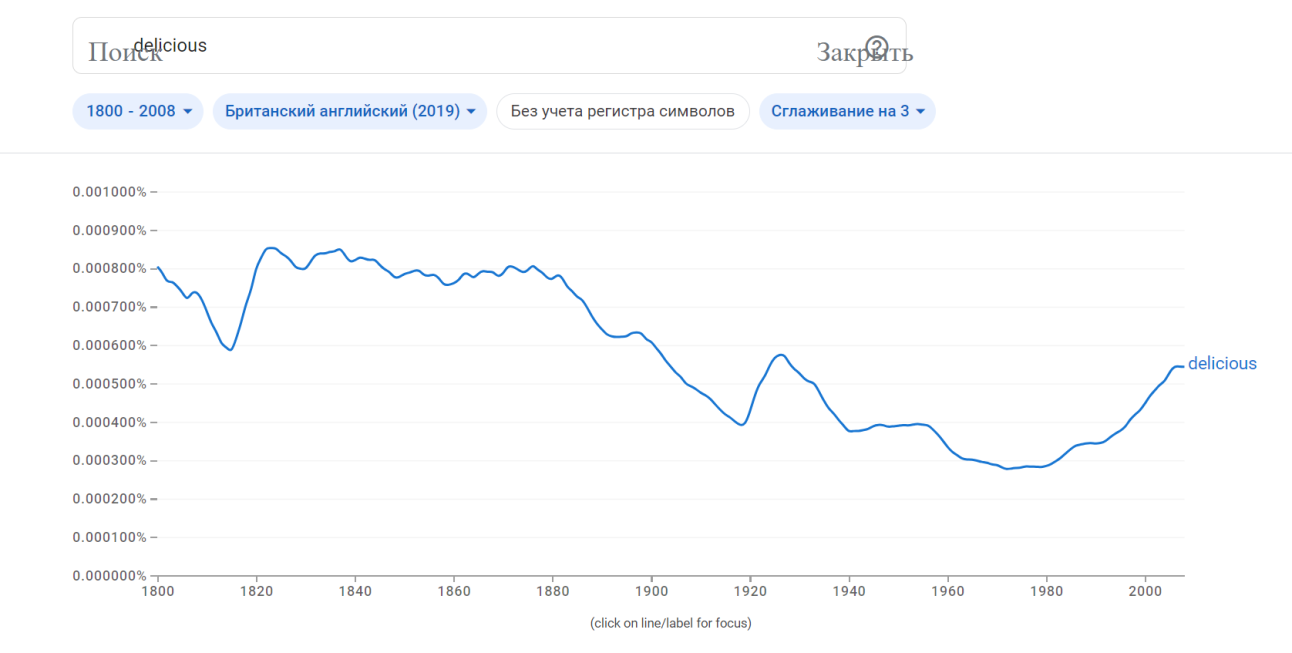 delicious
Поиск
Закрыть
1800 - 2008
Британский английский (2019)
Без учета регистра символов
Сглаживание на 3
0.001000%
0.000900%
0.000800%
0.000700%
0.000600%
0.000500%
0.000400%
0.000300%
0.000200%
0.000100%
0.000000%
delicious
1800 1820 1840 1860 1880 1900 1920 1940 1960 1980 2000
(click on line/label for focus)